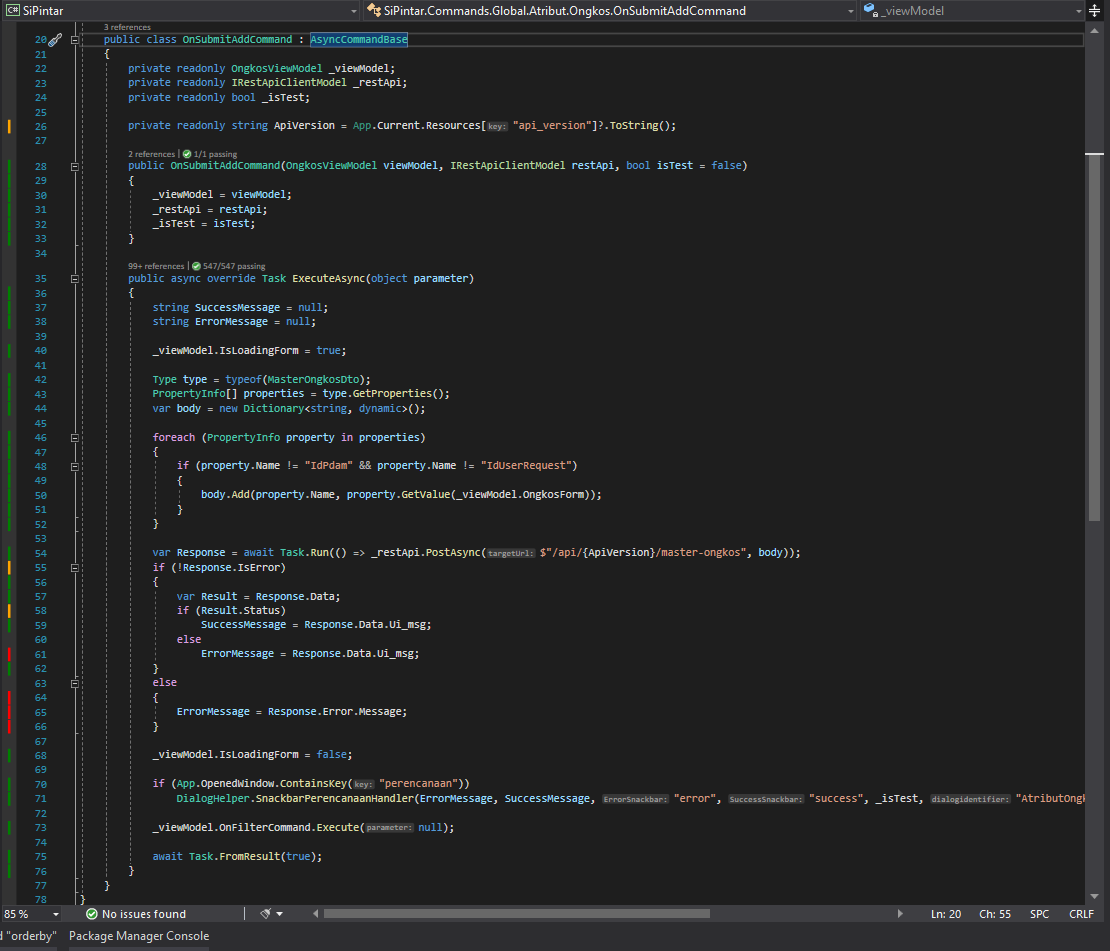 C# SiPintar
SiPintar.Commands.Global.Atribut.Ongkos.OnSubmitAddCommand
_viewModel
3 references
20 public class OnSubmitAddCommand : AsyncCommandBase
21 {
22 private readonly OngkosViewModel _viewModel;
23 private readonly IRestApiClientModel _restApi;
24 private readonly bool _isTest;
25
26 private readonly string ApiVersion = App.Current.Resources[key: "api_version"]?.ToString();
27
2 references | 1/1 passing
28 public OnSubmitAddCommand(OngkosViewModel viewModel, IRestApiClientModel restApi, bool isTest = false)
29 {
30 _viewModel = viewModel;
31 _restApi = restApi;
32 _isTest = isTest;
33 }
34
99+ references | 547/547 passing
35 public async override Task ExecuteAsync(object parameter)
36 {
37 string SuccessMessage = null;
38 string ErrorMessage = null;
39
40 _viewModel.IsLoadingForm = true;
41
42 Type type = typeof(MasterOngkosDto);
43 PropertyInfo[] properties = type.GetProperties();
44 var body = new Dictionary<string, dynamic>();
45
46 foreach (PropertyInfo property in properties)
47 {
48 if (property.Name != "IdPdam" && property.Name != "IdUserRequest")
49 {
50 body.Add(property.Name, property.GetValue(_viewModel.OngkosForm));
51 }
52 }
53
54 var Response = await Task.Run(() => _restApi.PostAsync(targetUrl: $"/api/{ApiVersion}/master-ongkos", body));
55 if (!Response.IsError)
56 {
57 var Result = Response.Data;
58 if (Result.Status)
59 SuccessMessage = Response.Data.Ui_msg;
60 else
61 ErrorMessage = Response.Data.Ui_msg;
62 }
63 else
64 {
65 ErrorMessage = Response.Error.Message;
66 }
67
68 _viewModel.IsLoadingForm = false;
69
70 if (App.OpenedWindow.ContainsKey(key: "perencanaan"))
71 DialogHelper.SnackbarPerencanaanHandler(ErrorMessage, SuccessMessage, ErrorSnackbar: "error", SuccessSnackbar: "success", _isTest, dialogidentifier: "AtributOngk
72
73 _viewModel.OnFilterCommand.Execute(parameter: null);
74
75 await Task.FromResult(true);
76 }
77 }
78 }
85 % No issues found Ln: 20 Ch: 55 SPC CRLF
d "orderby" Package Manager Console